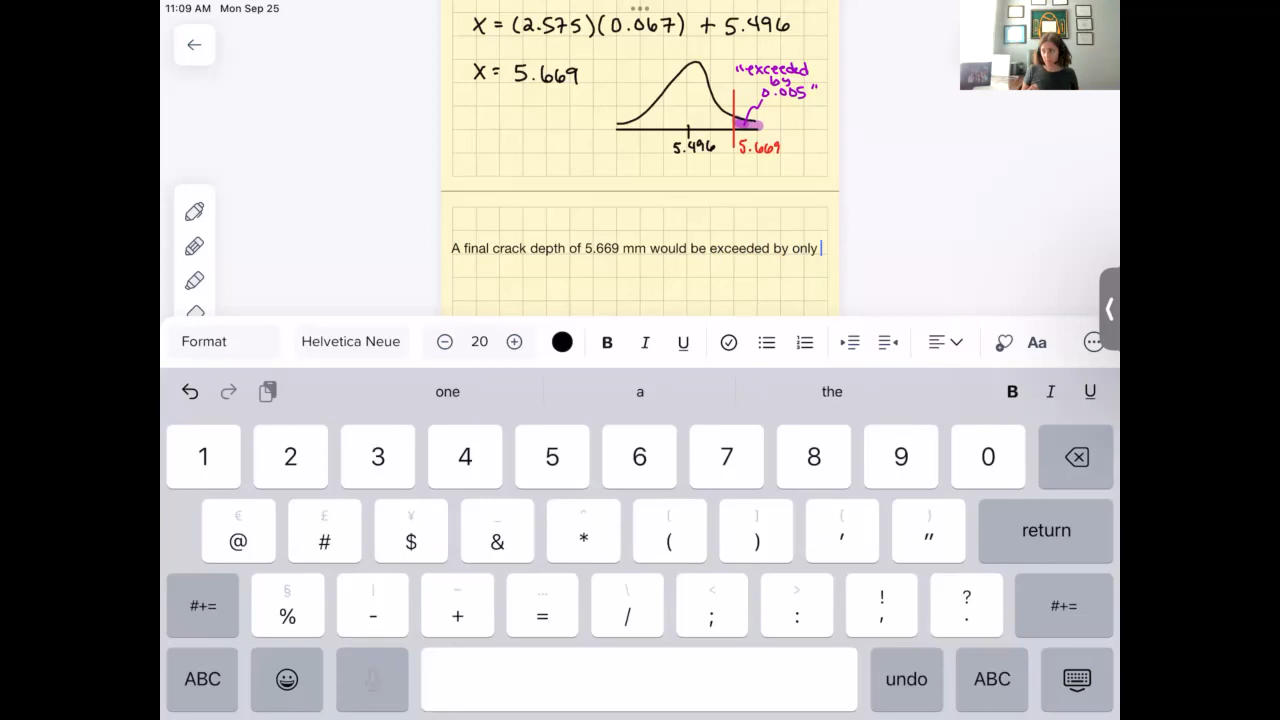 11:09 AM Mon Sep 25
X = (2.575)(0.067) + 5.496
X = 5.669
"exceeded
by
0.005"
5.496
5.669
A final crack depth of 5.669 mm would be exceeded by only
Format Helvetica Neue 20 B I U Aa
one a the B I U
1 2 3 4 5 6 7 8 9 0
€ £ ¥ _ ^ [ ] { }
@ # $ & * ( ) ' " return
§ | ~ … \ < > ! ?
#+= % - + = / ; : , . #+=
ABC undo ABC